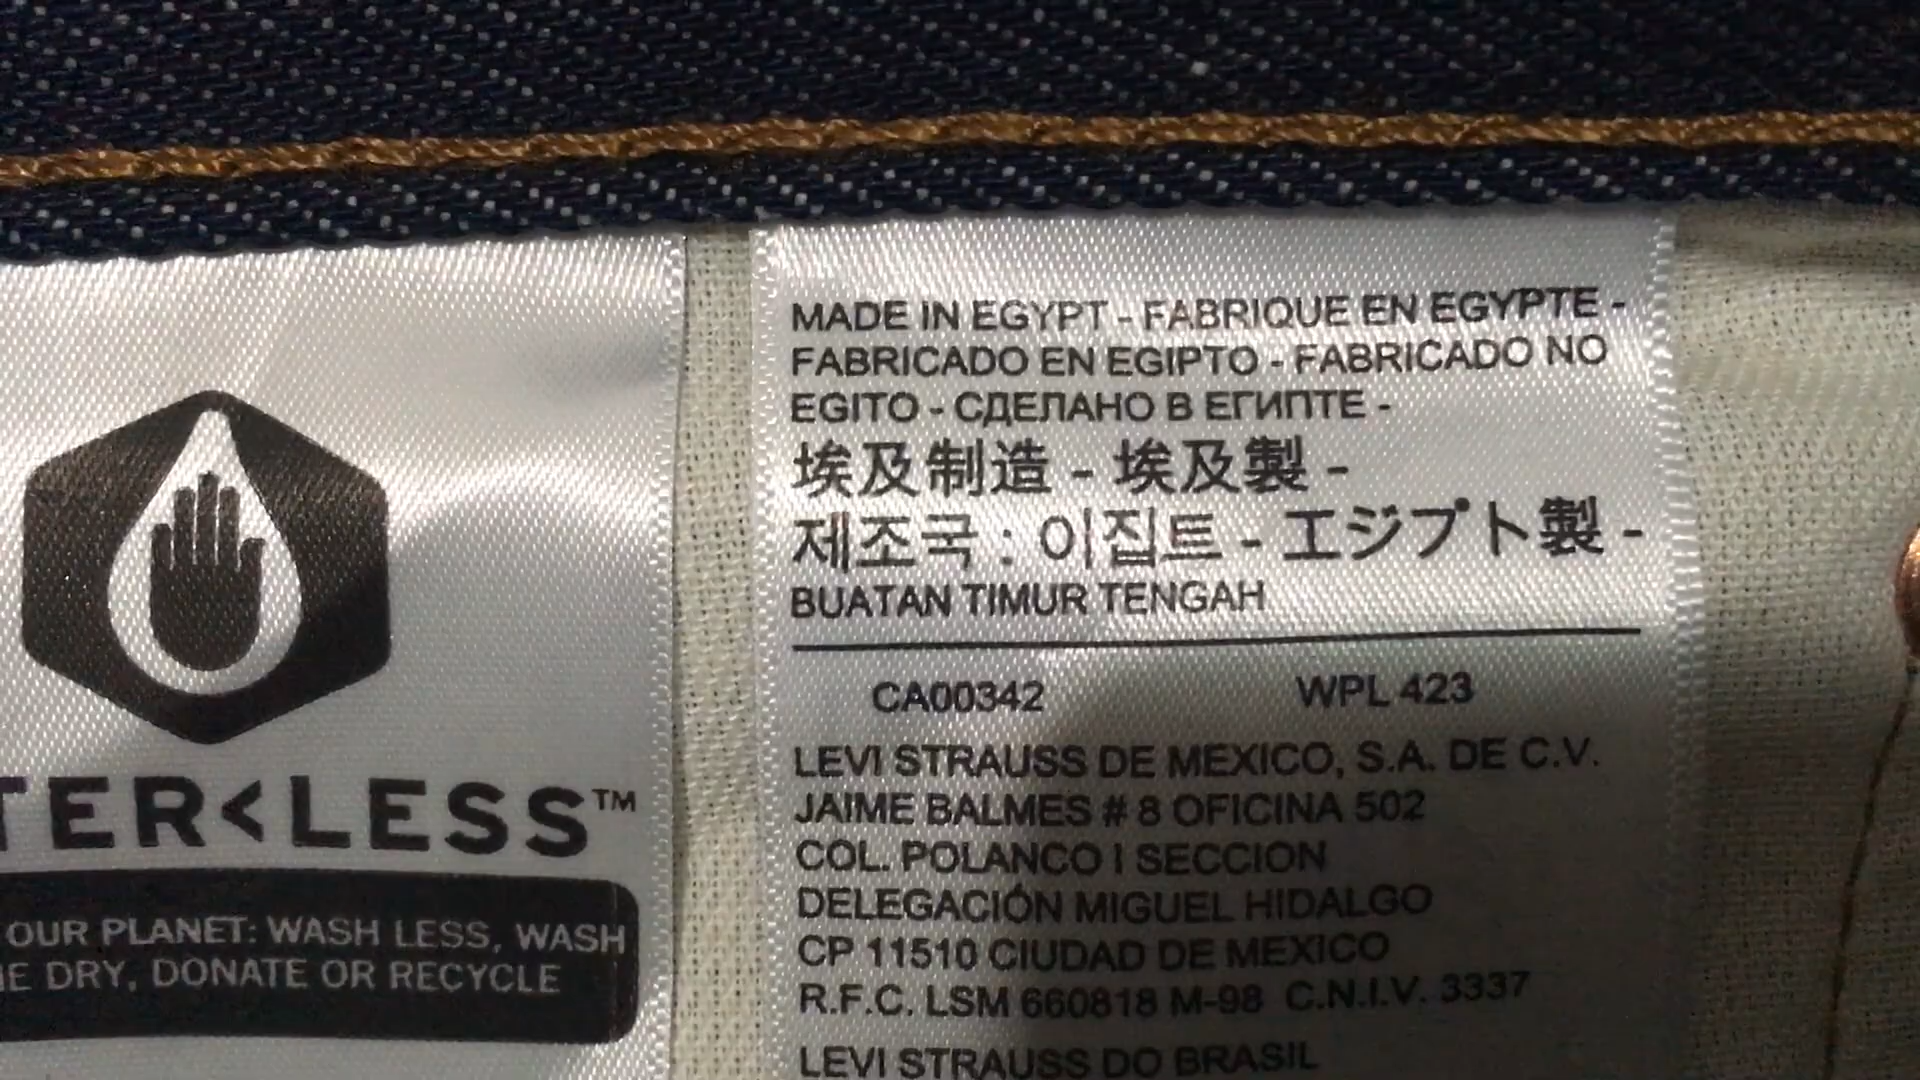 TER<LESS™
OUR PLANET: WASH LESS, WASH
DRY, DONATE OR RECYCLE
MADE IN EGYPT - FABRIQUE EN EGYPTE -
FABRICADO EN EGIPTO - FABRICADO NO
EGITO - СДЕЛАНО В ЕГИПТЕ -
埃及制造 - 埃及製 -
제조국 : 이집트 - エジプト製 -
BUATAN TIMUR TENGAH
CA00342 WPL 423
LEVI STRAUSS DE MEXICO, S.A. DE C.V.
JAIME BALMES # 8 OFICINA 502
COL. POLANCO I SECCION
DELEGACIÓN MIGUEL HIDALGO
CP 11510 CIUDAD DE MEXICO
R.F.C. LSM 660818 M-98 C.N.I.V. 3337
LEVI STRAUSS DO BRASIL